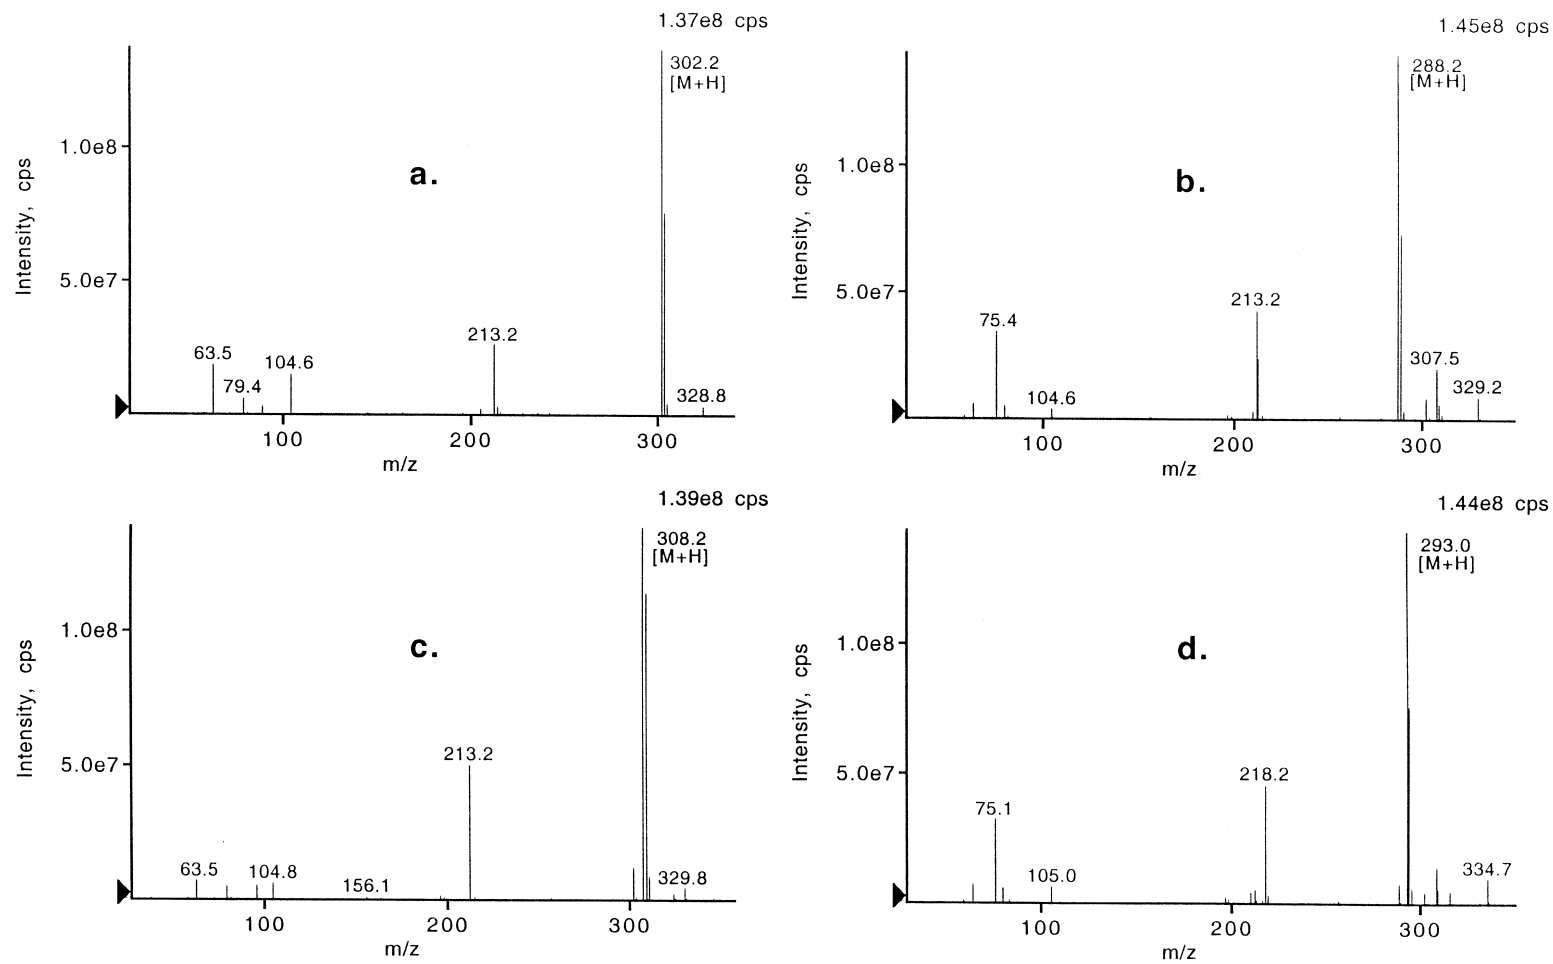 1.37e8 cps
302.2
[M+H]
1.0e8
a.
Intensity, cps
5.0e7
213.2
63.5
104.6
79.4
328.8
100
200
300
m/z
1.45e8 cps
288.2
[M+H]
1.0e8
b.
Intensity, cps
5.0e7
213.2
75.4
307.5
329.2
104.6
100
200
300
m/z
1.39e8 cps
308.2
[M+H]
1.0e8
c.
Intensity, cps
5.0e7
213.2
63.5
104.8
156.1
329.8
100
200
300
m/z
1.44e8 cps
293.0
[M+H]
1.0e8
d.
Intensity, cps
5.0e7
218.2
75.1
105.0
334.7
100
200
300
m/z